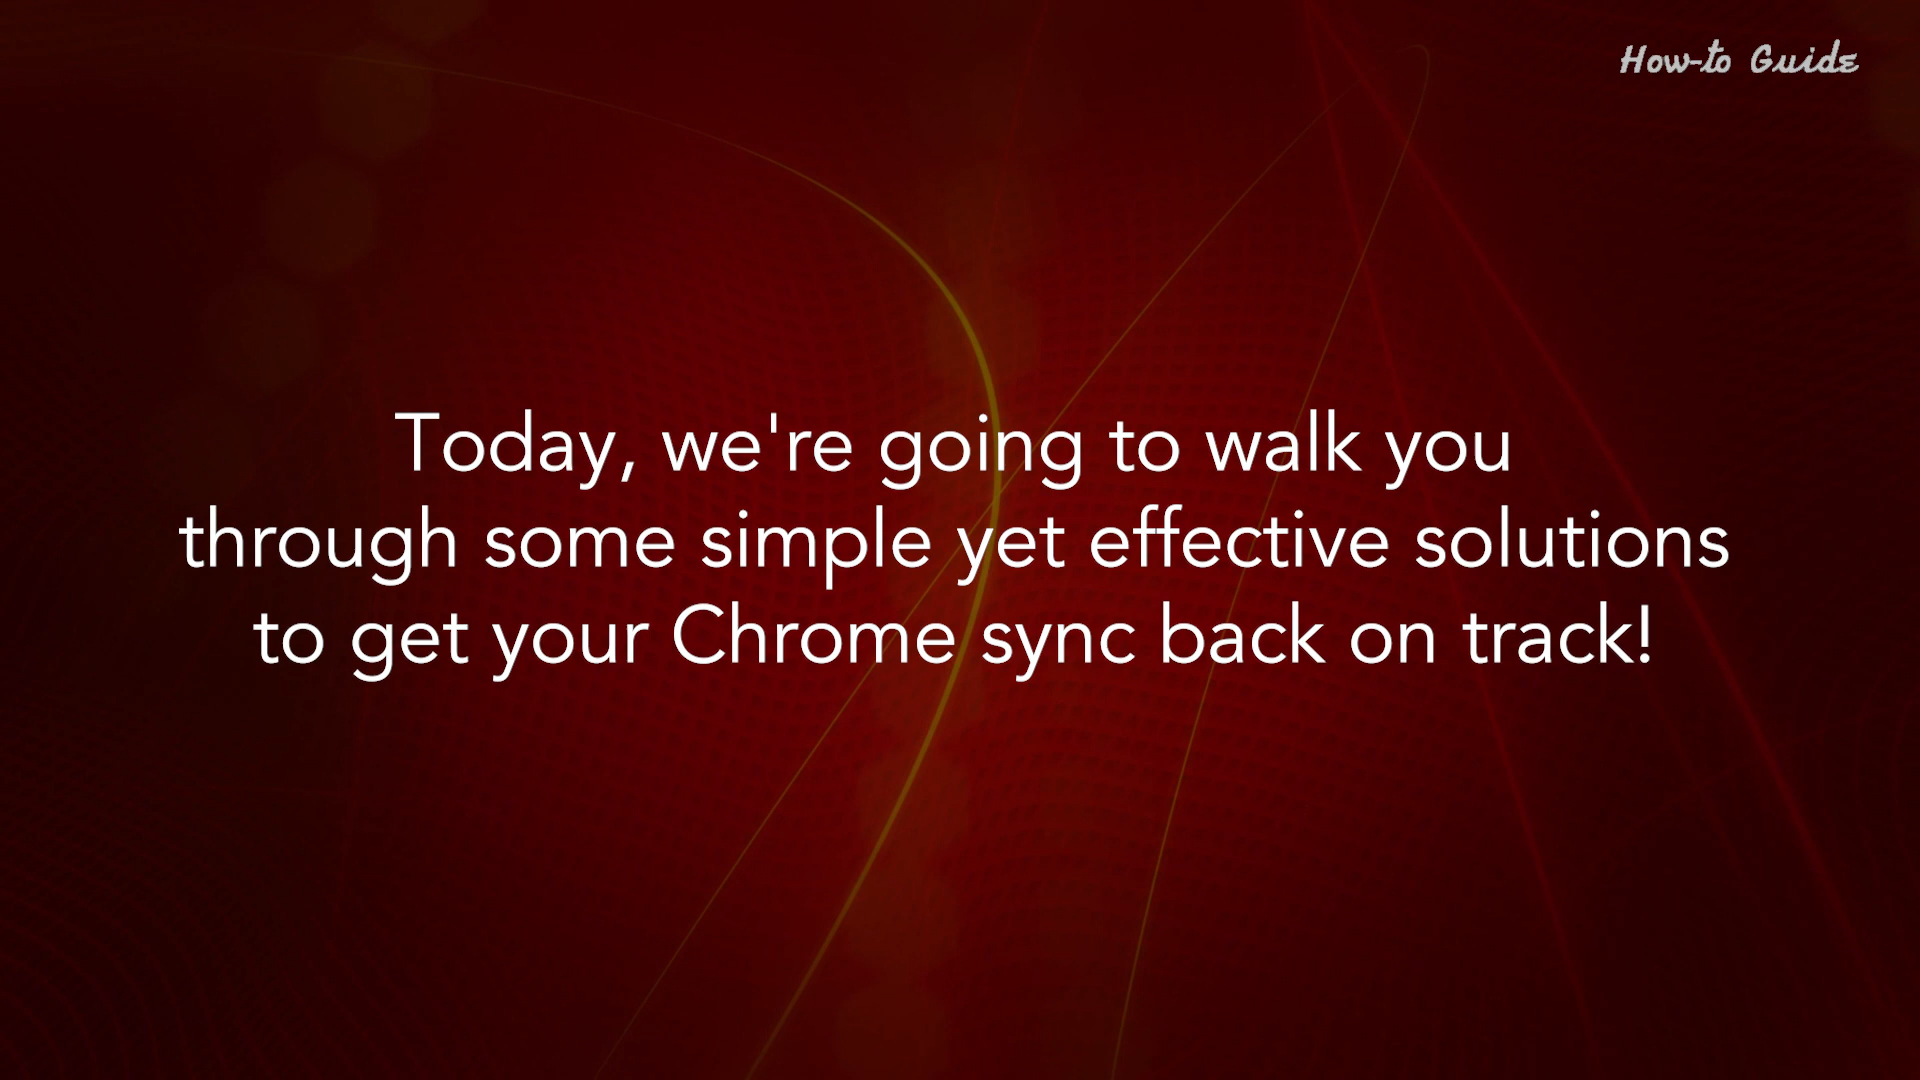 How-to Guide
Today, we're going to walk you
through some simple yet effective solutions
to get your Chrome sync back on track!